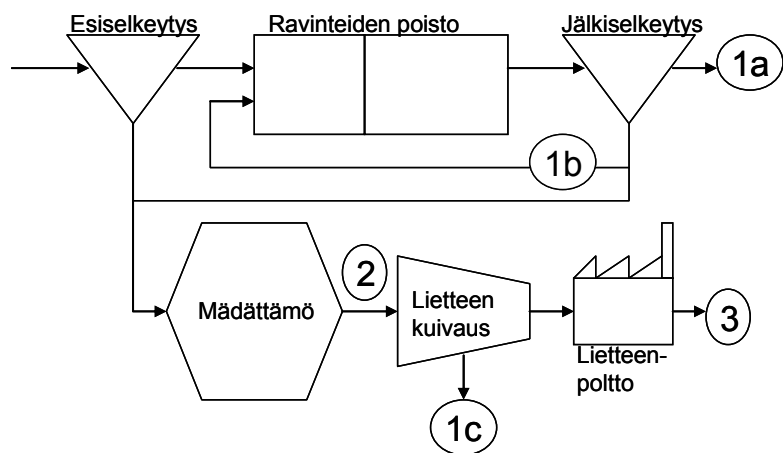 Esiselkeytys
Ravinteiden poisto
Jälkiselkeytys
1a
1b
2
Mädättämö
Lietteen
kuivaus
3
Lietteen-
poltto
1c